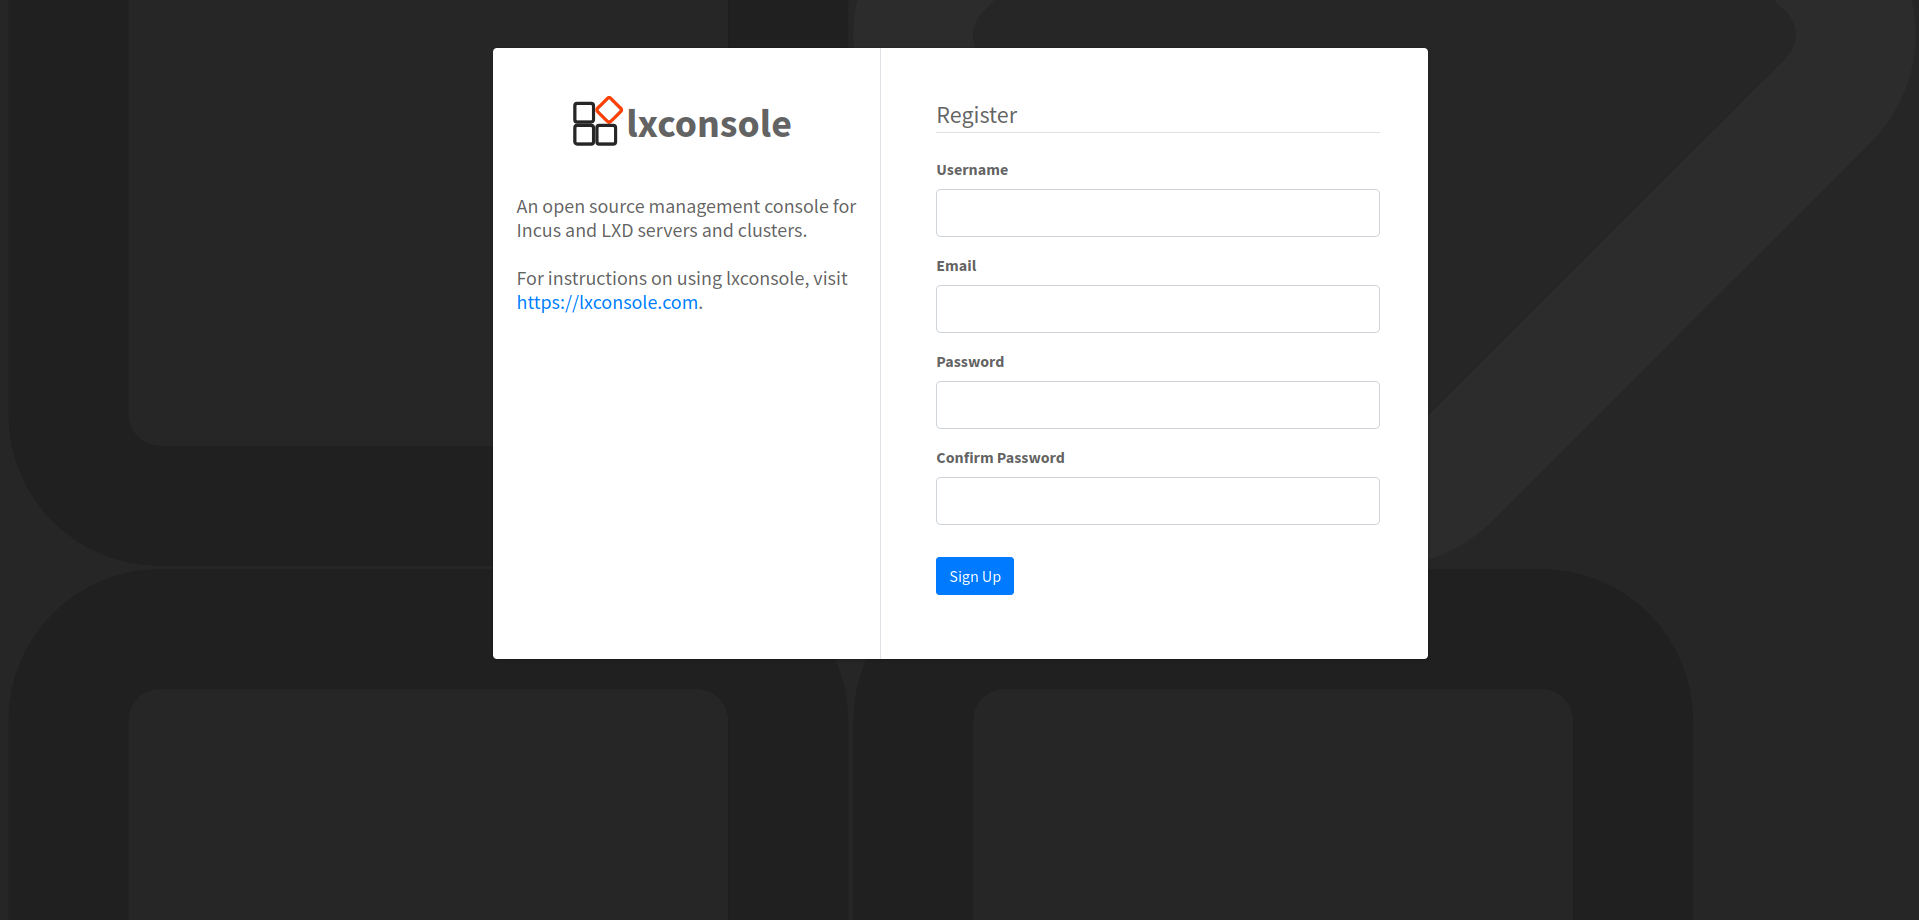 lxconsole
An open source management console for
Incus and LXD servers and clusters.
For instructions on using lxconsole, visit
https://lxconsole.com.
Register
Username
Email
Password
Confirm Password
Sign Up